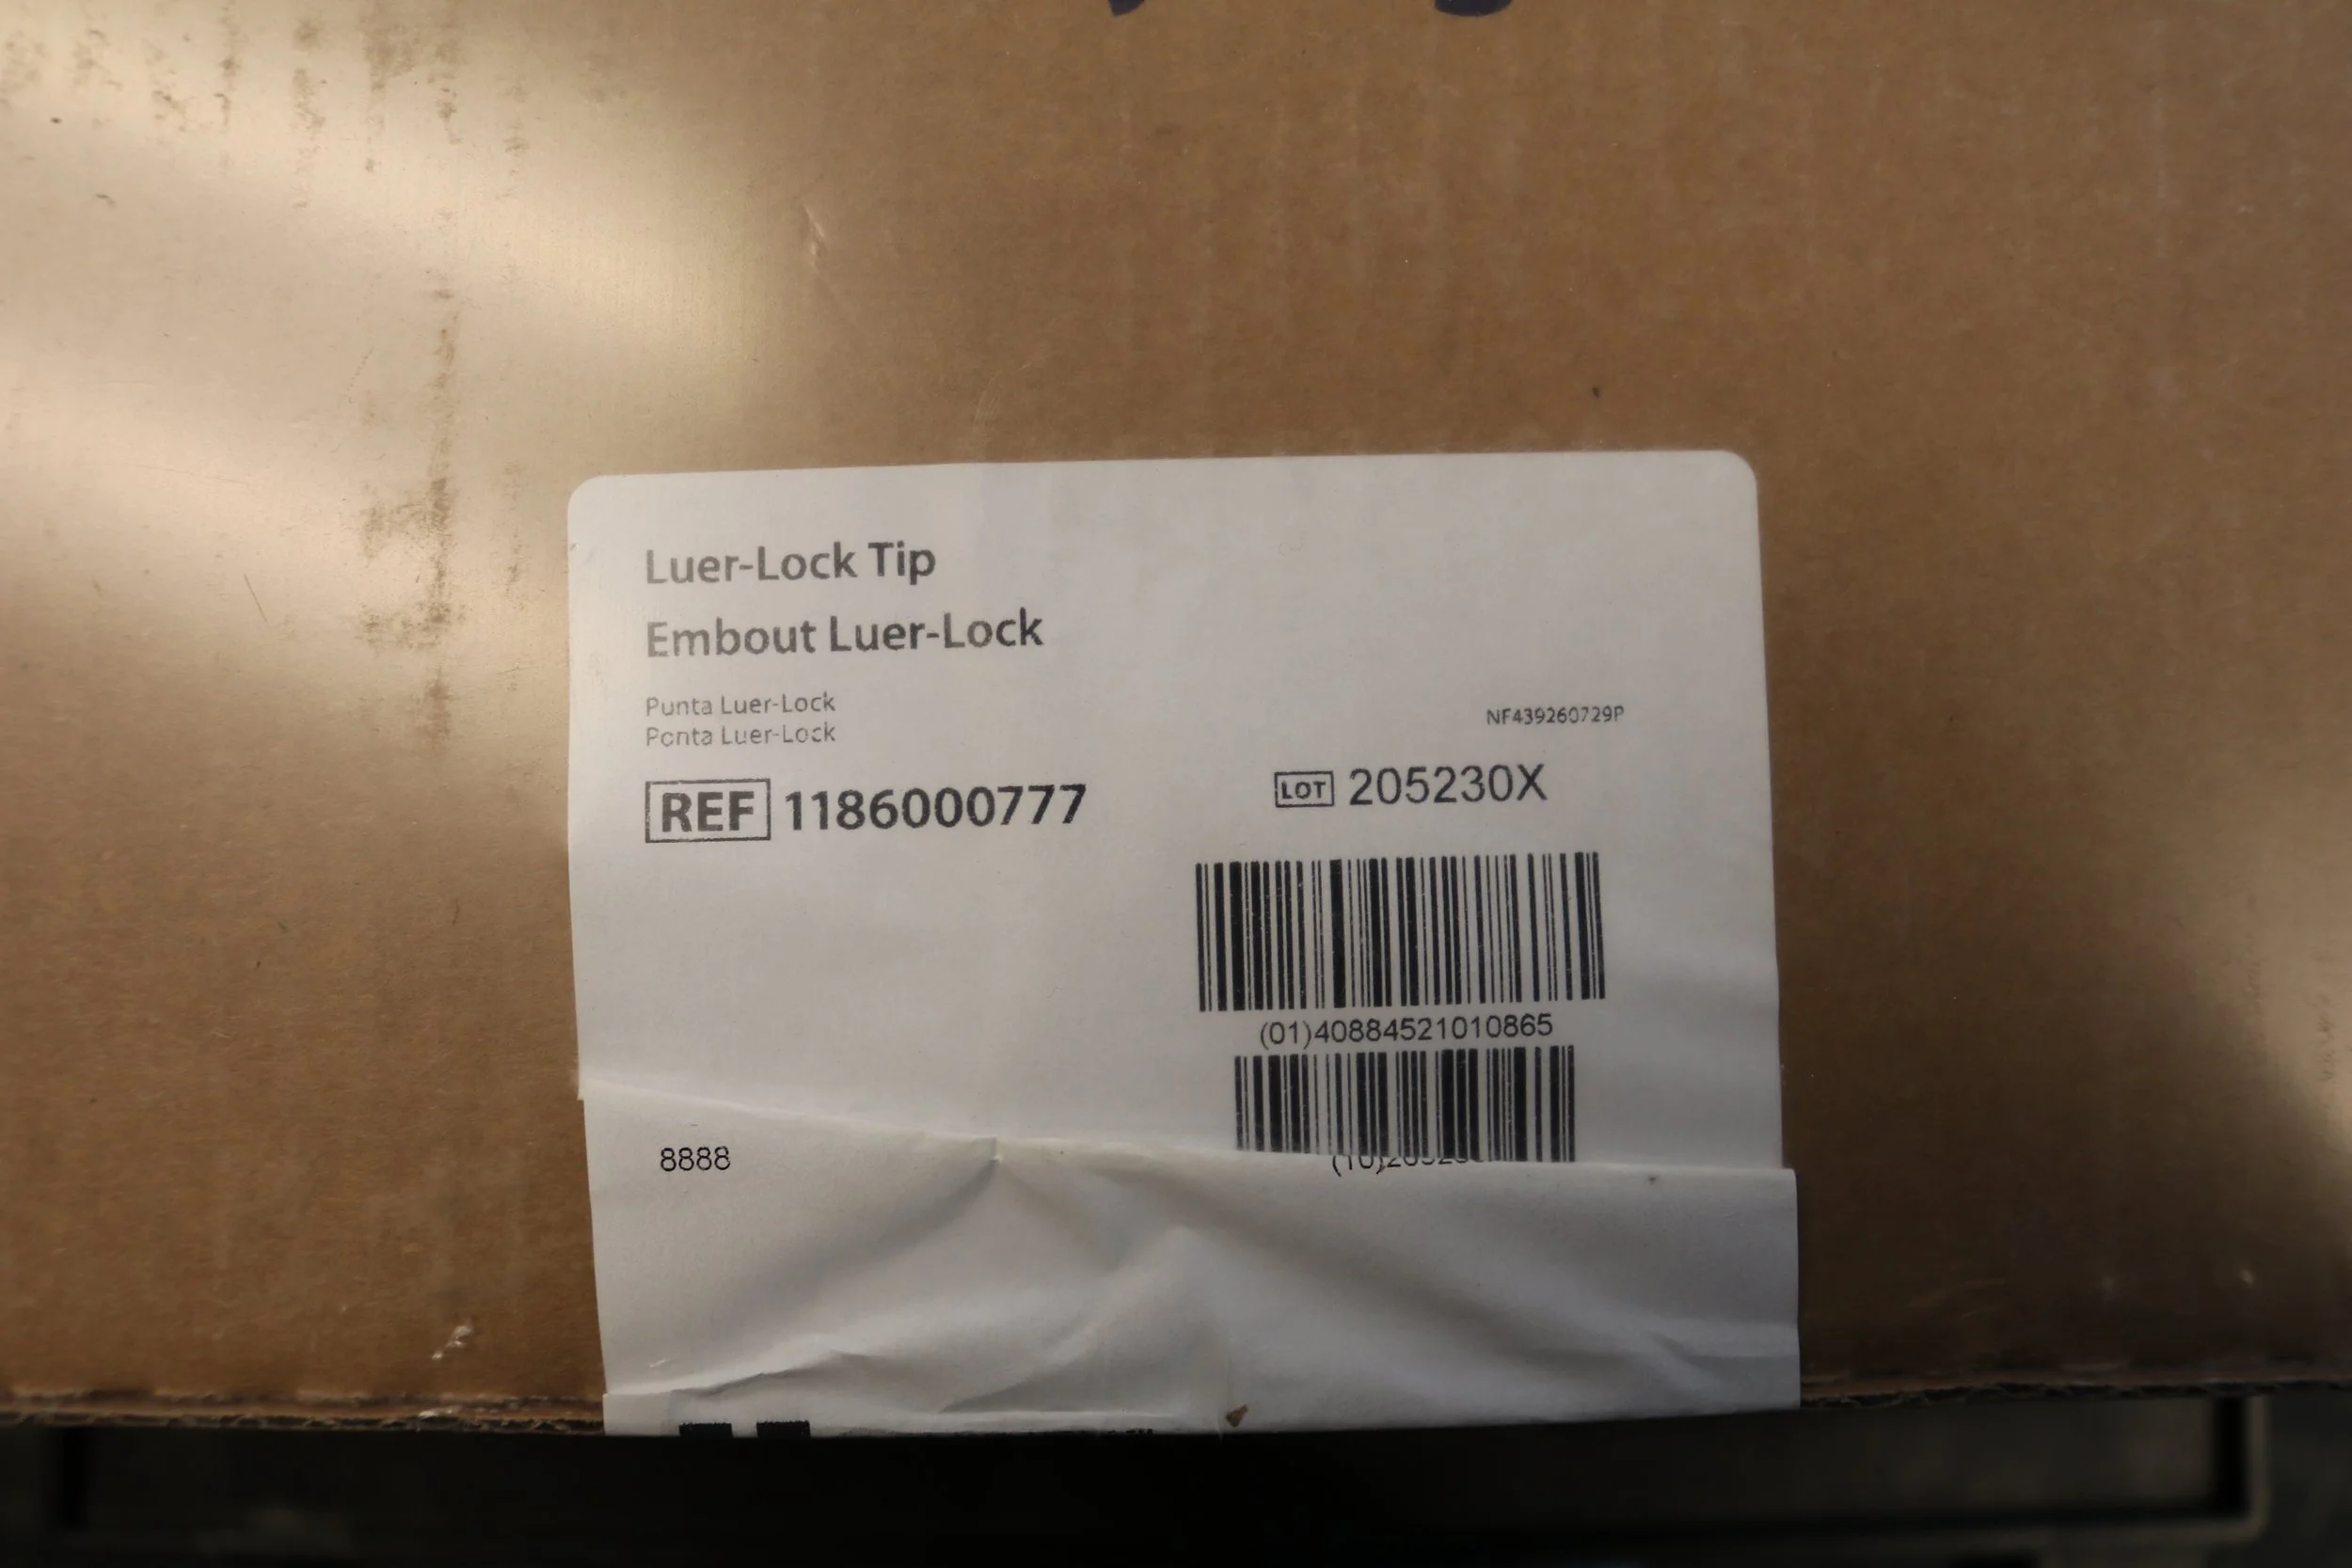 Luer-Lock Tip
Embout Luer-Lock
Punta Luer-Lock
Ponta Luer-Lock
NF439260729P
REF 1186000777
LOT 205230X
(01)40884521010865
8888